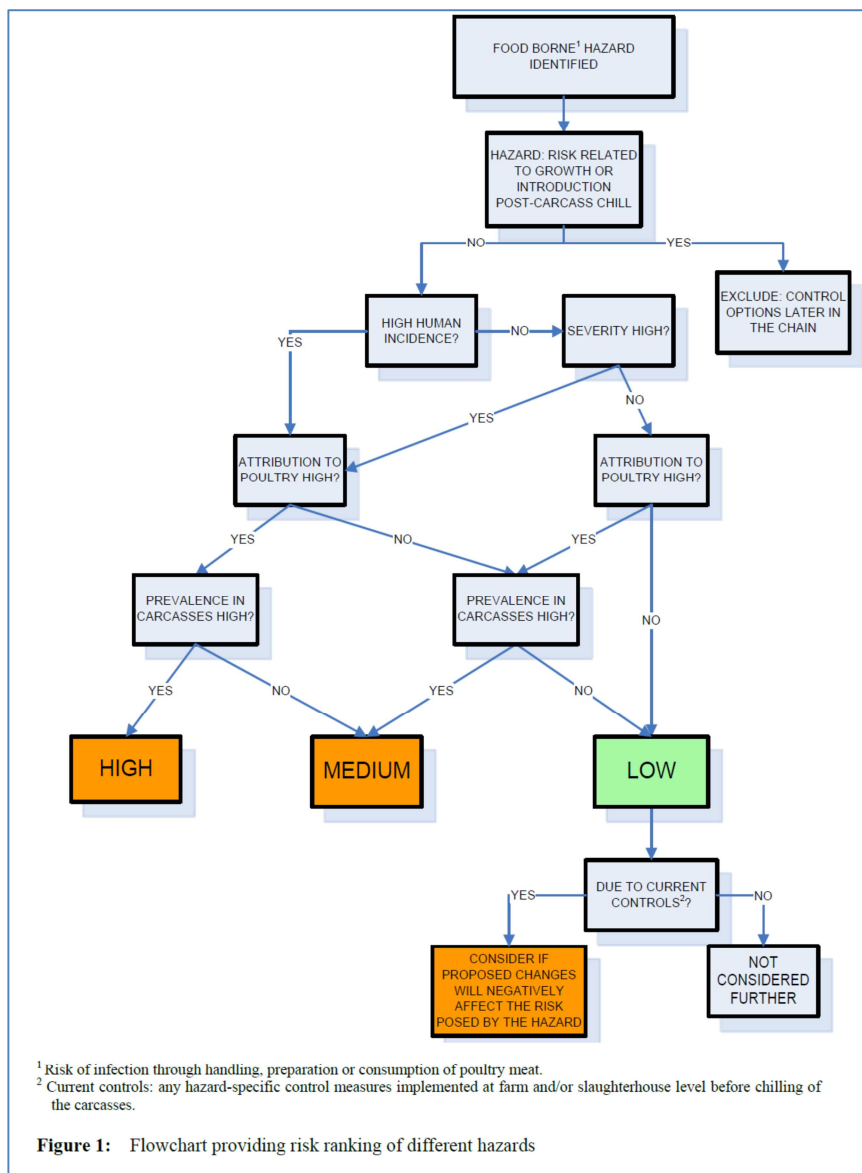 FOOD BORNE¹ HAZARD
IDENTIFIED
HAZARD: RISK RELATED
TO GROWTH OR
INTRODUCTION
POST-CARCASS CHILL
NO
YES
EXCLUDE: CONTROL
OPTIONS LATER IN
THE CHAIN
HIGH HUMAN
INCIDENCE?
NO
SEVERITY HIGH?
YES
YES
NO
ATTRIBUTION TO
POULTRY HIGH?
ATTRIBUTION TO
POULTRY HIGH?
YES
NO
YES
NO
PREVALENCE IN
CARCASSES HIGH?
PREVALENCE IN
CARCASSES HIGH?
YES
NO
YES
NO
HIGH
MEDIUM
LOW
YES
DUE TO CURRENT
CONTROLS²?
NO
CONSIDER IF
PROPOSED CHANGES
WILL NEGATIVELY
AFFECT THE RISK
POSED BY THE HAZARD
NOT
CONSIDERED
FURTHER
¹ Risk of infection through handling, preparation or consumption of poultry meat.
² Current controls: any hazard-specific control measures implemented at farm and/or slaughterhouse level before chilling of
the carcasses.
Figure 1: Flowchart providing risk ranking of different hazards